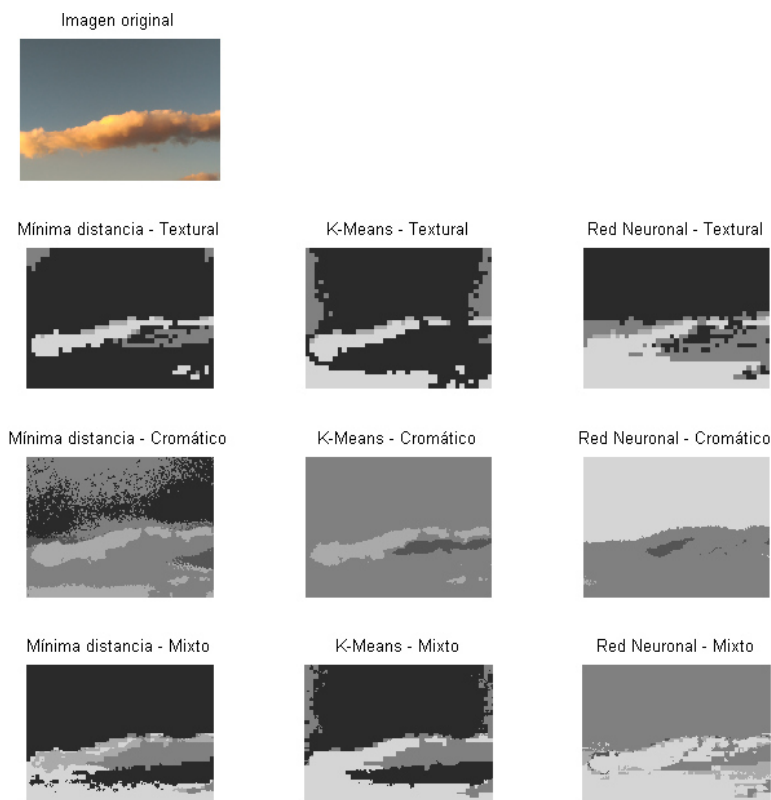 Imagen original
Mínima distancia - Textural
K-Means - Textural
Red Neuronal - Textural
Mínima distancia - Cromático
K-Means - Cromático
Red Neuronal - Cromático
Mínima distancia - Mixto
K-Means - Mixto
Red Neuronal - Mixto